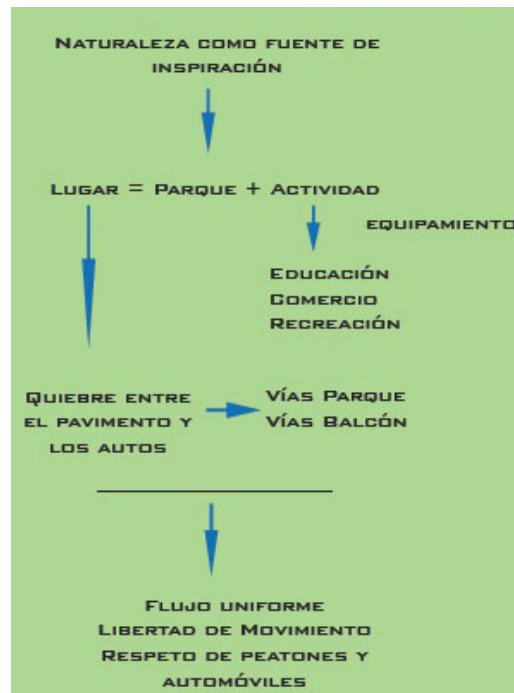 NATURALEZA COMO FUENTE DE
INSPIRACIÓN
LUGAR = PARQUE + ACTIVIDAD
EQUIPAMIENTO
EDUCACIÓN
COMERCIO
RECREACIÓN
QUIEBRE ENTRE
EL PAVIMENTO Y
LOS AUTOS
VÍAS PARQUE
VÍAS BALCÓN
FLUJO UNIFORME
LIBERTAD DE MOVIMIENTO
RESPETO DE PEATONES Y
AUTOMÓVILES